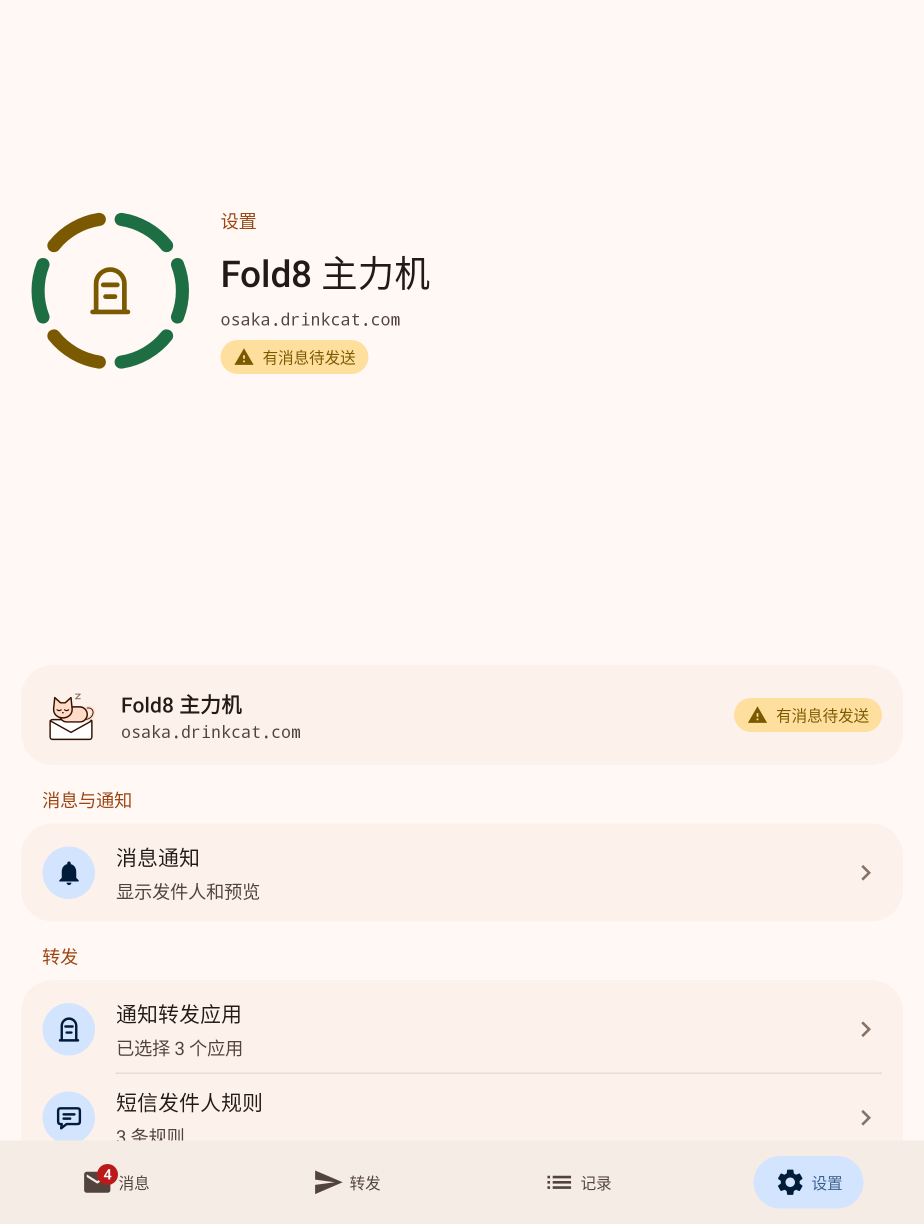 设置
Fold8 主力机
osaka.drinkcat.com
有消息待发送
Fold8 主力机
osaka.drinkcat.com
有消息待发送
消息与通知
消息通知
显示发件人和预览
转发
通知转发应用
已选择 3 个应用
短信发件人规则
3 条规则
4
消息
转发
记录
设置